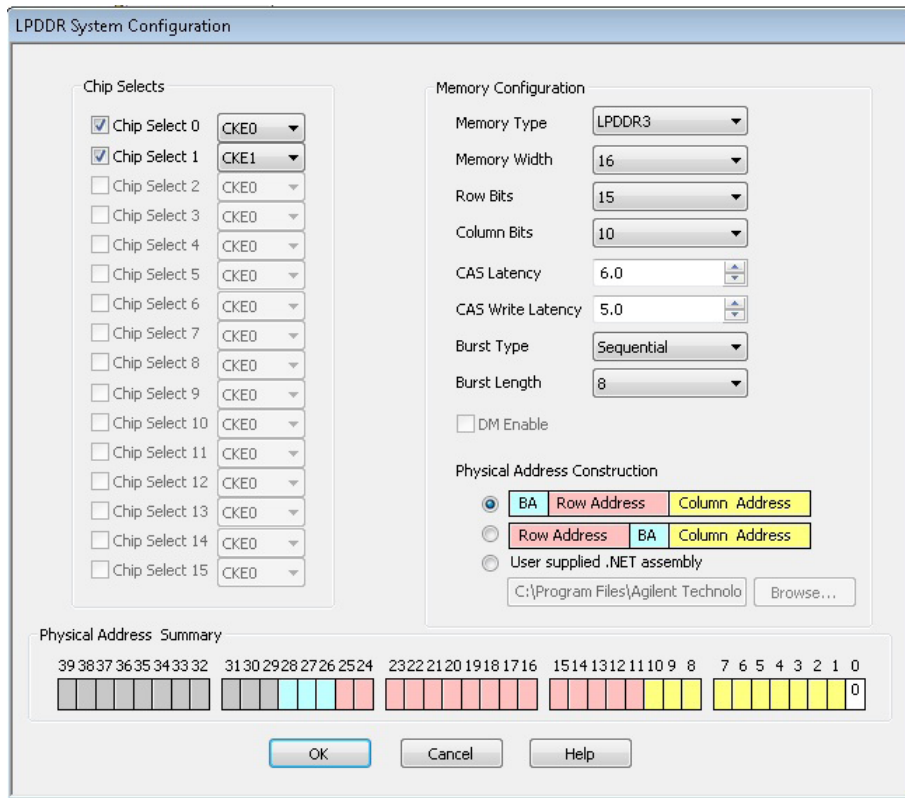 LPDDR System Configuration
Chip Selects
Chip Select 0 CKE0
Chip Select 1 CKE1
Chip Select 2 CKE0
Chip Select 3 CKE0
Chip Select 4 CKE0
Chip Select 5 CKE0
Chip Select 6 CKE0
Chip Select 7 CKE0
Chip Select 8 CKE0
Chip Select 9 CKE0
Chip Select 10 CKE0
Chip Select 11 CKE0
Chip Select 12 CKE0
Chip Select 13 CKE0
Chip Select 14 CKE0
Chip Select 15 CKE0
Memory Configuration
Memory Type LPDDR3
Memory Width 16
Row Bits 15
Column Bits 10
CAS Latency 6.0
CAS Write Latency 5.0
Burst Type Sequential
Burst Length 8
DM Enable
Physical Address Construction
BA Row Address Column Address
Row Address BA Column Address
User supplied .NET assembly
C:\Program Files\Agilent Technolo Browse...
Physical Address Summary
39 38 37 36 35 34 33 32 31 30 29 28 27 26 25 24 23 22 21 20 19 18 17 16 15 14 13 12 11 10 9 8 7 6 5 4 3 2 1 0
0
OK Cancel Help